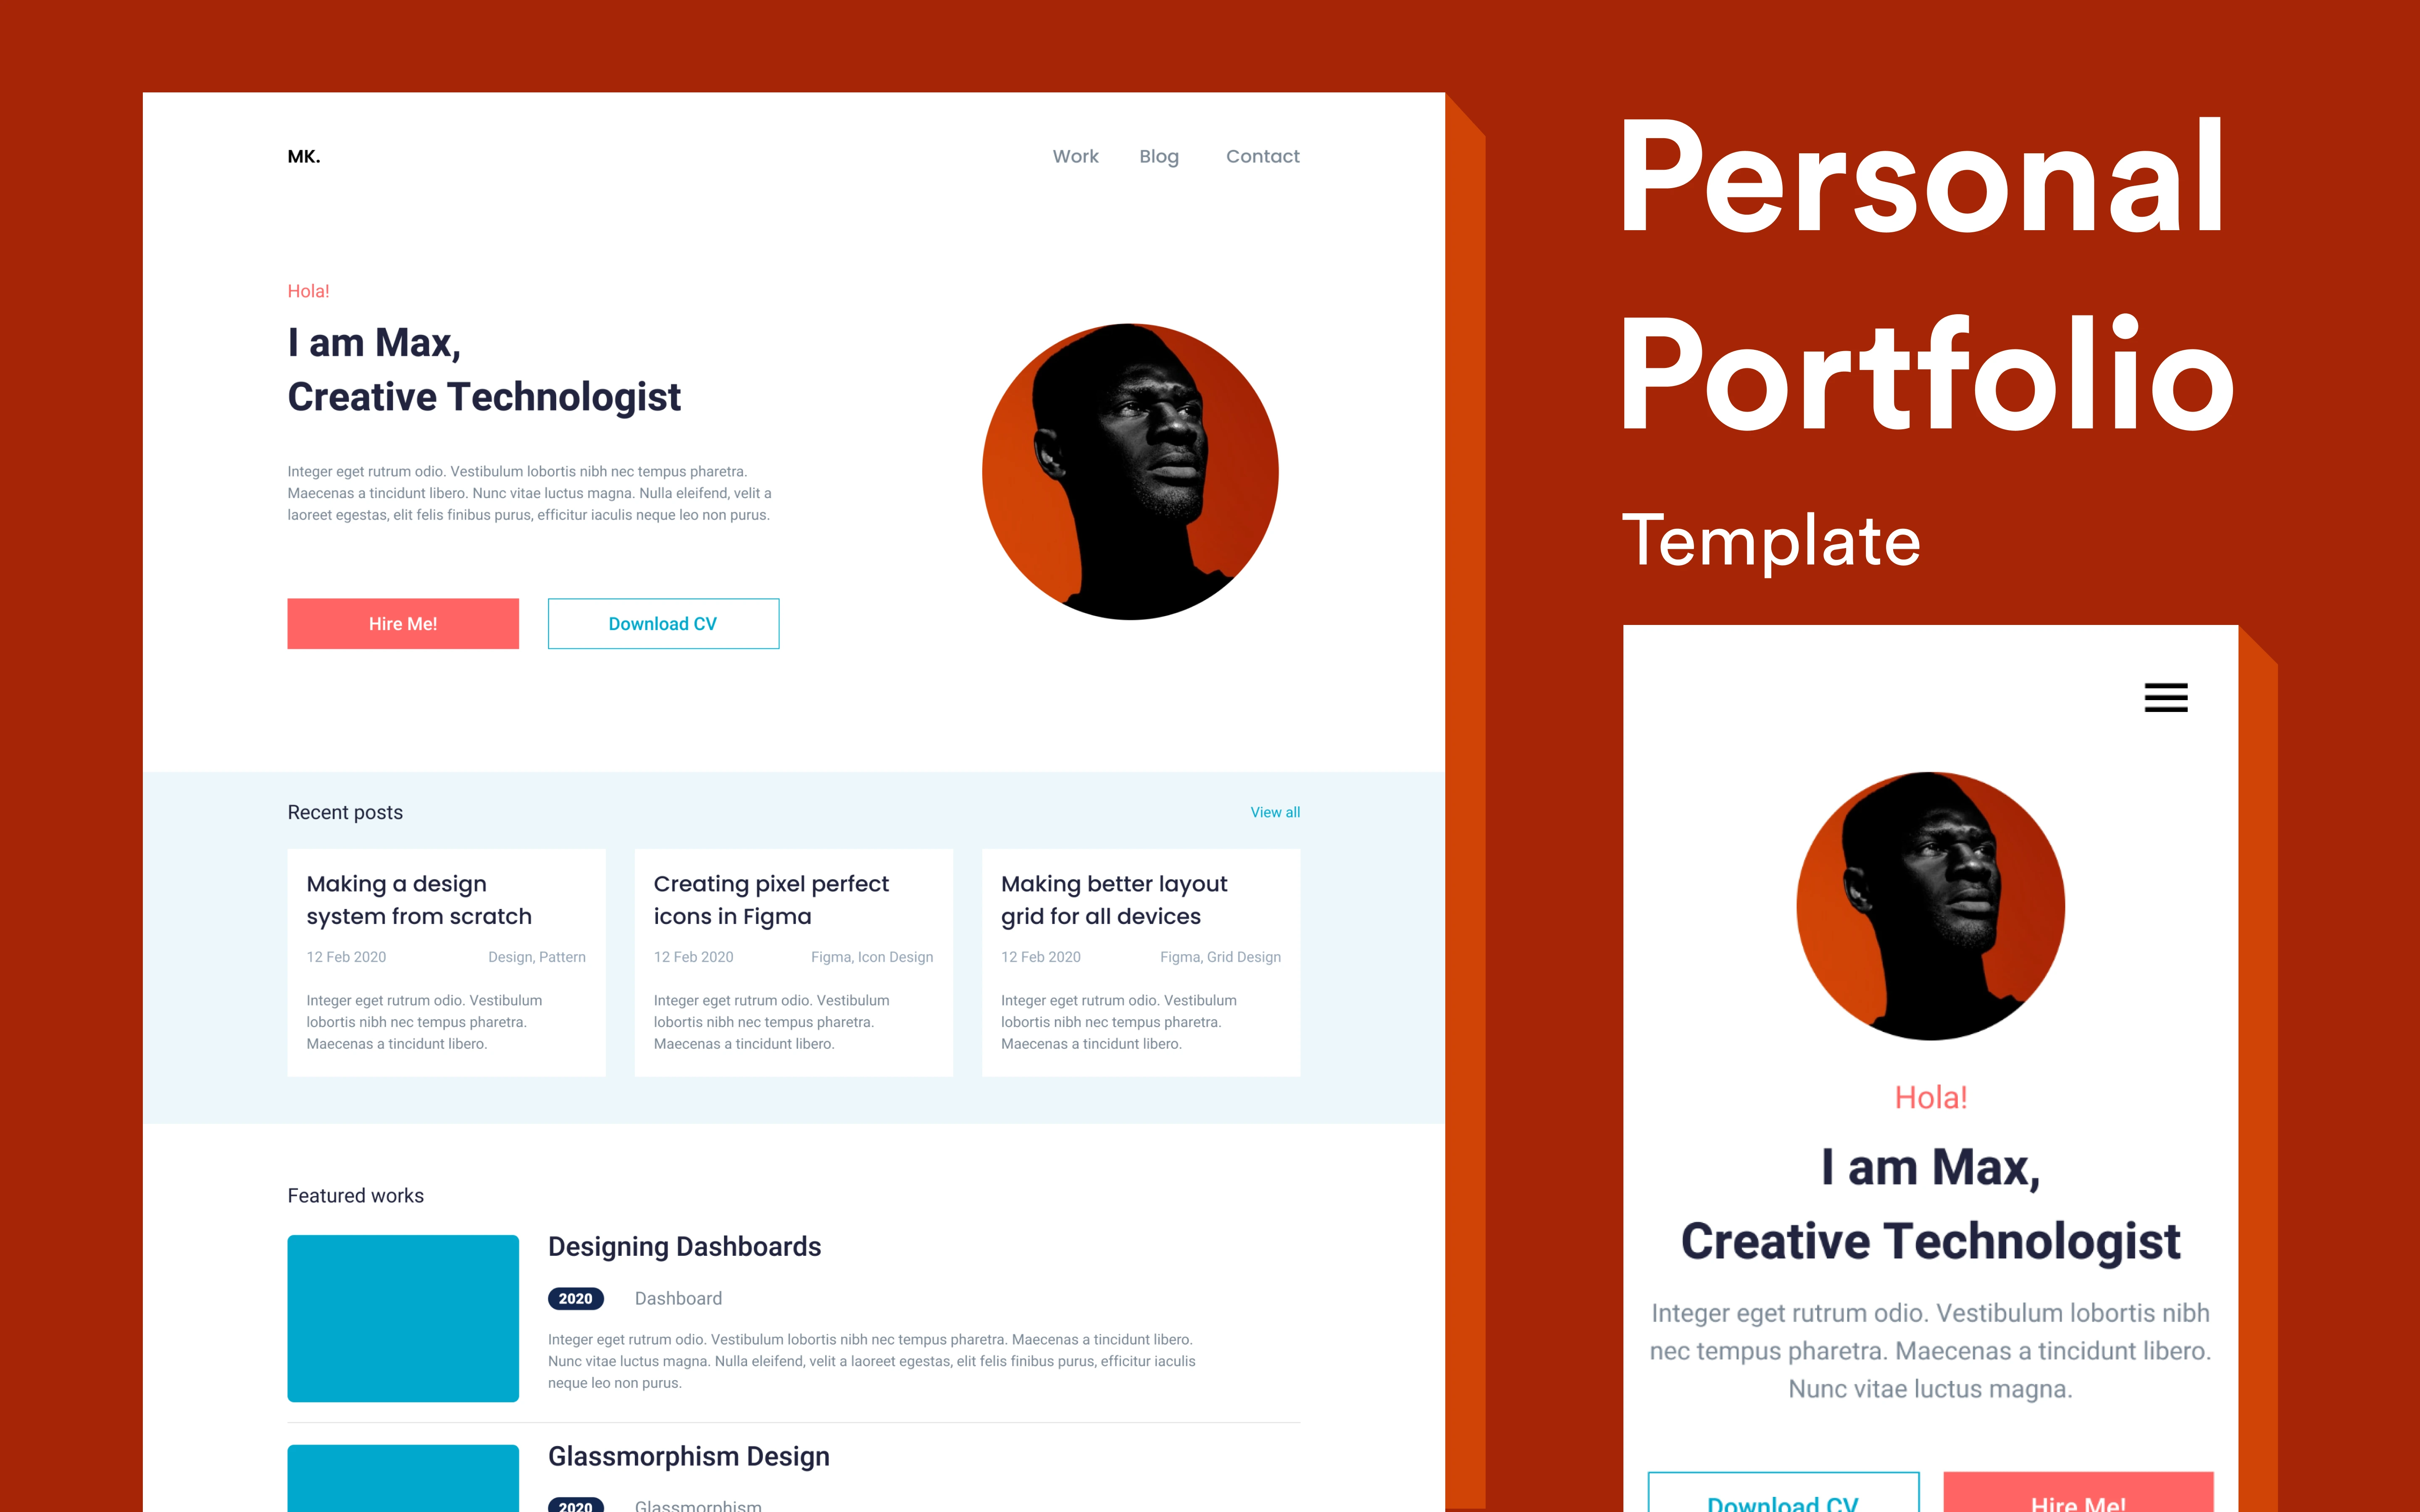 MK.
Work Blog Contact
Hola!
I am Max,
Creative Technologist
Integer eget rutrum odio. Vestibulum lobortis nibh nec tempus pharetra.
Maecenas a tincidunt libero. Nunc vitae luctus magna. Nulla eleifend, velit a
laoreet egestas, elit felis finibus purus, efficitur iaculis neque leo non purus.
Hire Me!
Download CV
Recent posts
View all
Making a design
system from scratch
12 Feb 2020
Design, Pattern
Integer eget rutrum odio. Vestibulum
lobortis nibh nec tempus pharetra.
Maecenas a tincidunt libero.
Creating pixel perfect
icons in Figma
12 Feb 2020
Figma, Icon Design
Integer eget rutrum odio. Vestibulum
lobortis nibh nec tempus pharetra.
Maecenas a tincidunt libero.
Making better layout
grid for all devices
12 Feb 2020
Figma, Grid Design
Integer eget rutrum odio. Vestibulum
lobortis nibh nec tempus pharetra.
Maecenas a tincidunt libero.
Featured works
Designing Dashboards
2020
Dashboard
Integer eget rutrum odio. Vestibulum lobortis nibh nec tempus pharetra. Maecenas a tincidunt libero.
Nunc vitae luctus magna. Nulla eleifend, velit a laoreet egestas, elit felis finibus purus, efficitur iaculis
neque leo non purus.
Glassmorphism Design
2020
Glassmorphism
Personal
Portfolio
Template
Hola!
I am Max,
Creative Technologist
Integer eget rutrum odio. Vestibulum lobortis nibh
nec tempus pharetra. Maecenas a tincidunt libero.
Nunc vitae luctus magna.
Download CV
Hire Me!